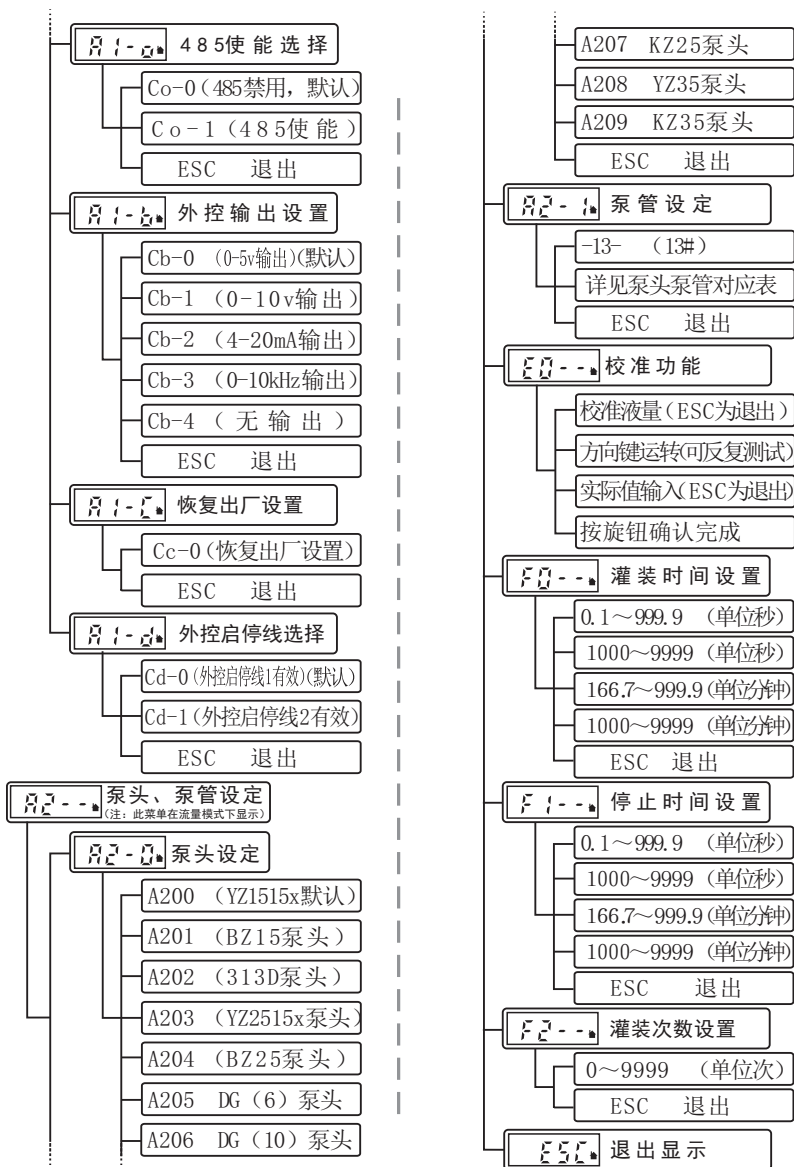 A1-a 485使能选择
Co-0(485禁用，默认)
Co-1(485使能)
ESC 退出
A1-b 外控输出设置
Cb-0 (0-5v输出)(默认)
Cb-1 (0-10v输出)
Cb-2 (4-20mA输出)
Cb-3 (0-10kHz输出)
Cb-4 (无输出)
ESC 退出
A1-C 恢复出厂设置
Cc-0(恢复出厂设置)
ESC 退出
A1-d 外控启停线选择
Cd-0(外控启停线1有效)(默认)
Cd-1(外控启停线2有效)
ESC 退出
A2-- 泵头、泵管设定
(注：此菜单在流量模式下显示)
A2-0 泵头设定
A200 (YZ1515x默认)
A201 (BZ15泵头)
A202 (313D泵头)
A203 (YZ2515x泵头)
A204 (BZ25泵头)
A205 DG(6)泵头
A206 DG(10)泵头
A207 KZ25泵头
A208 YZ35泵头
A209 KZ35泵头
ESC 退出
A2-1 泵管设定
-13- (13#)
详见泵头泵管对应表
ESC 退出
E0-- 校准功能
校准液量(ESC为退出)
方向键运转(可反复测试)
实际值输入(ESC为退出)
按旋钮确认完成
F0-- 灌装时间设置
0.1～999.9 (单位秒)
1000～9999 (单位秒)
166.7～999.9(单位分钟)
1000～9999 (单位分钟)
ESC 退出
F1-- 停止时间设置
0.1～999.9 (单位秒)
1000～9999 (单位秒)
166.7～999.9(单位分钟)
1000～9999 (单位分钟)
ESC 退出
F2-- 灌装次数设置
0～9999 (单位次)
ESC 退出
ESC 退出显示